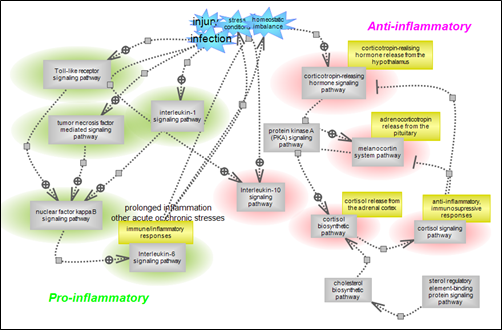 injury
stress
conditions
homeostatic
imbalance
infection
Anti-inflammatory
corticotropin-realising
hormone release from the
hypothalamus
Toll-like receptor
signaling pathway
corticotropin-releasing
hormone signaling
pathway
tumor necrosis factor
mediated signaling
pathway
interleukin-1
signaling pathway
adrenocorticotropin
release from the
pituitary
protein kinase A
(PKA) signaling
pathway
melanocortin
system pathway
Interleukin-10
signaling pathway
nuclear factor kappa B
signaling pathway
prolonged inflammation
other acute or chronic stresses
cortisol release from
the adrenal cortex
anti-inflammatory,
immunosupresive
responses
immune/inflammatory
responses
Interleukin-6
signaling pathway
cortisol
biosynthetic
pathway
cortisol signaling
pathway
cholesterol
biosynthetic
pathway
sterol regulatory
element-binding
protein signaling
pathway
Pro-inflammatory